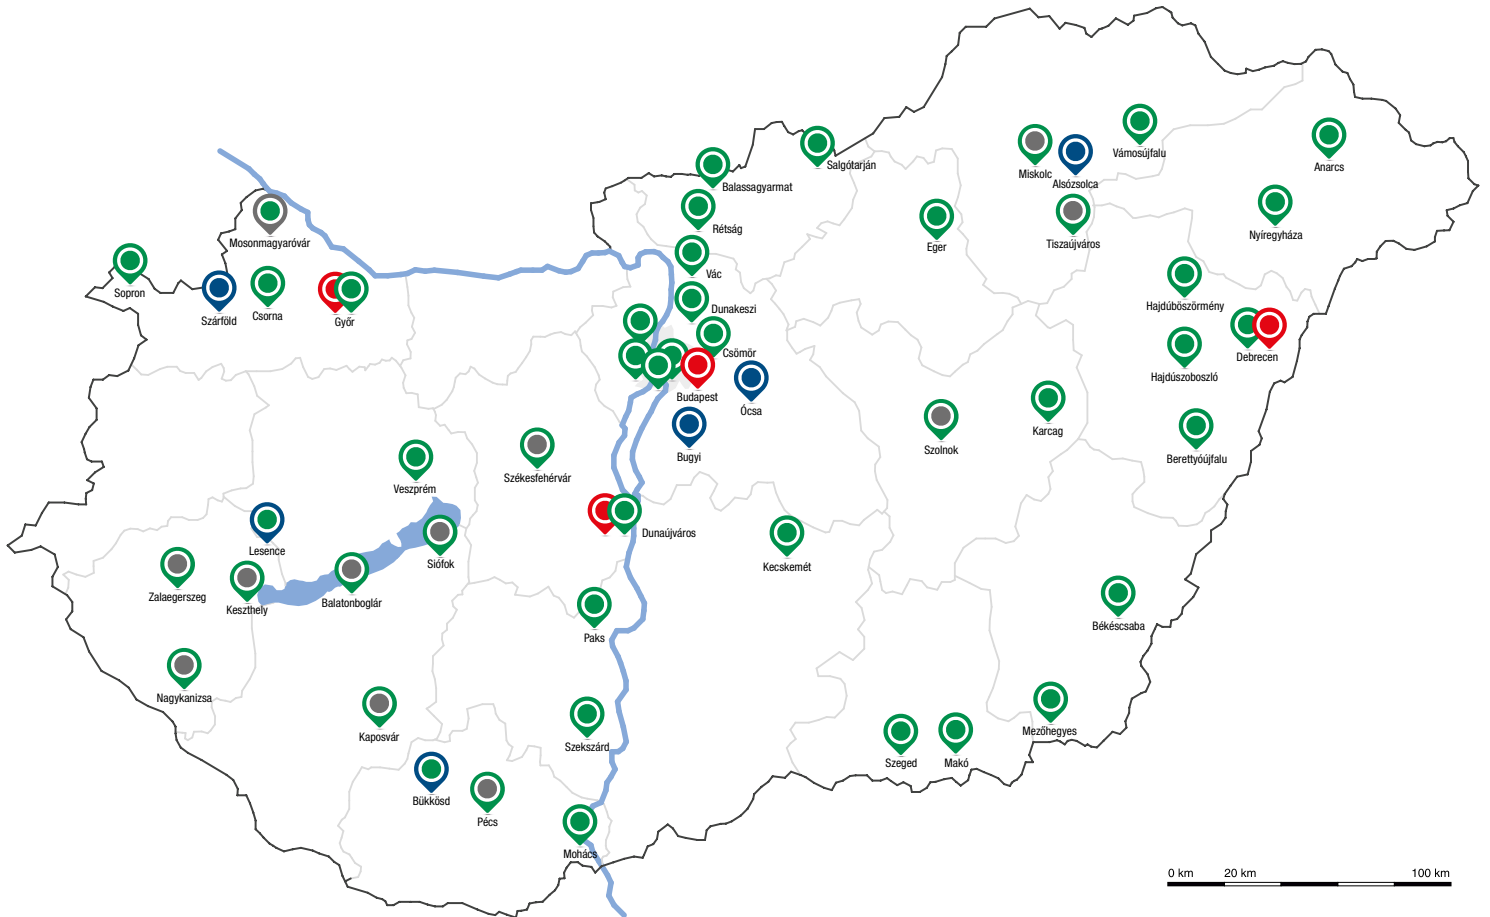 Salgótarján
Vámosújfalu
Anarcs
Miskolc
Alsózsolca
Balassagyarmat
Rétság
Mosonmagyaróvár
Eger
Tiszaújváros
Nyíregyháza
Vác
Sopron
Szárföld
Csorna
Győr
Dunakeszi
Hajdúböszörmény
Csömör
Debrecen
Hajdúszoboszló
Budapest
Ócsa
Bugyi
Szolnok
Karcag
Berettyóújfalu
Veszprém
Székesfehérvár
Dunaújváros
Lesence
Siófok
Kecskemét
Zalaegerszeg
Keszthely
Balatonboglár
Paks
Békéscsaba
Nagykanizsa
Kaposvár
Szekszárd
Mezőhegyes
Szeged
Makó
Bükkösd
Pécs
Mohács
0 km 20 km 100 km